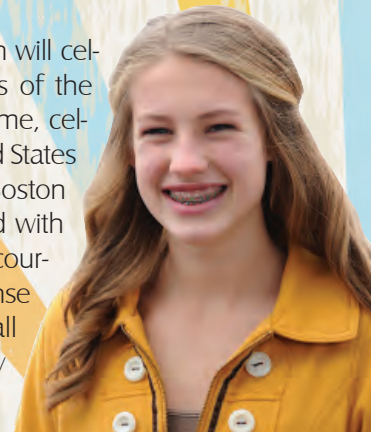 n will cel-
s of the
me, cel-
d States
oston
d with
cour-
nse
all
y